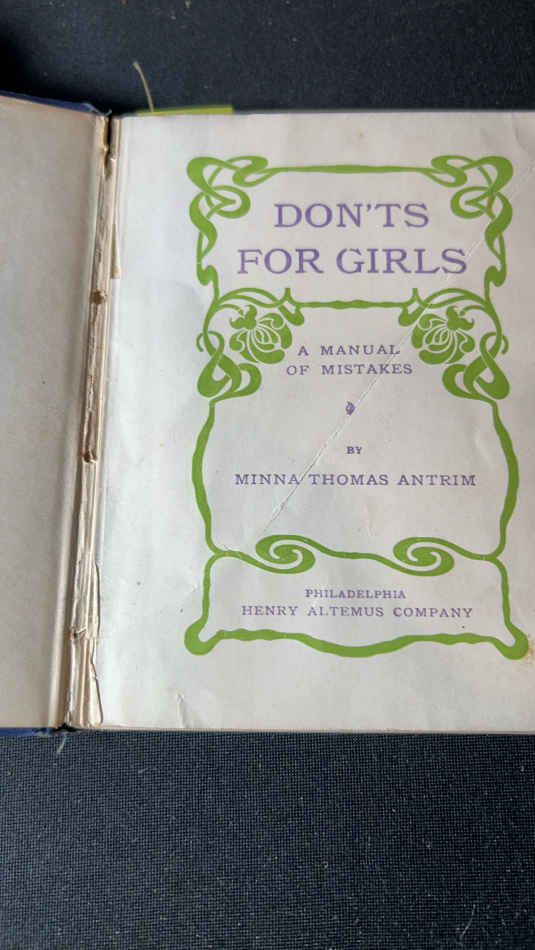 DON'TS
FOR GIRLS
A MANUAL
OF MISTAKES
BY
MINNA THOMAS ANTRIM
PHILADELPHIA
HENRY ALTEMUS COMPANY